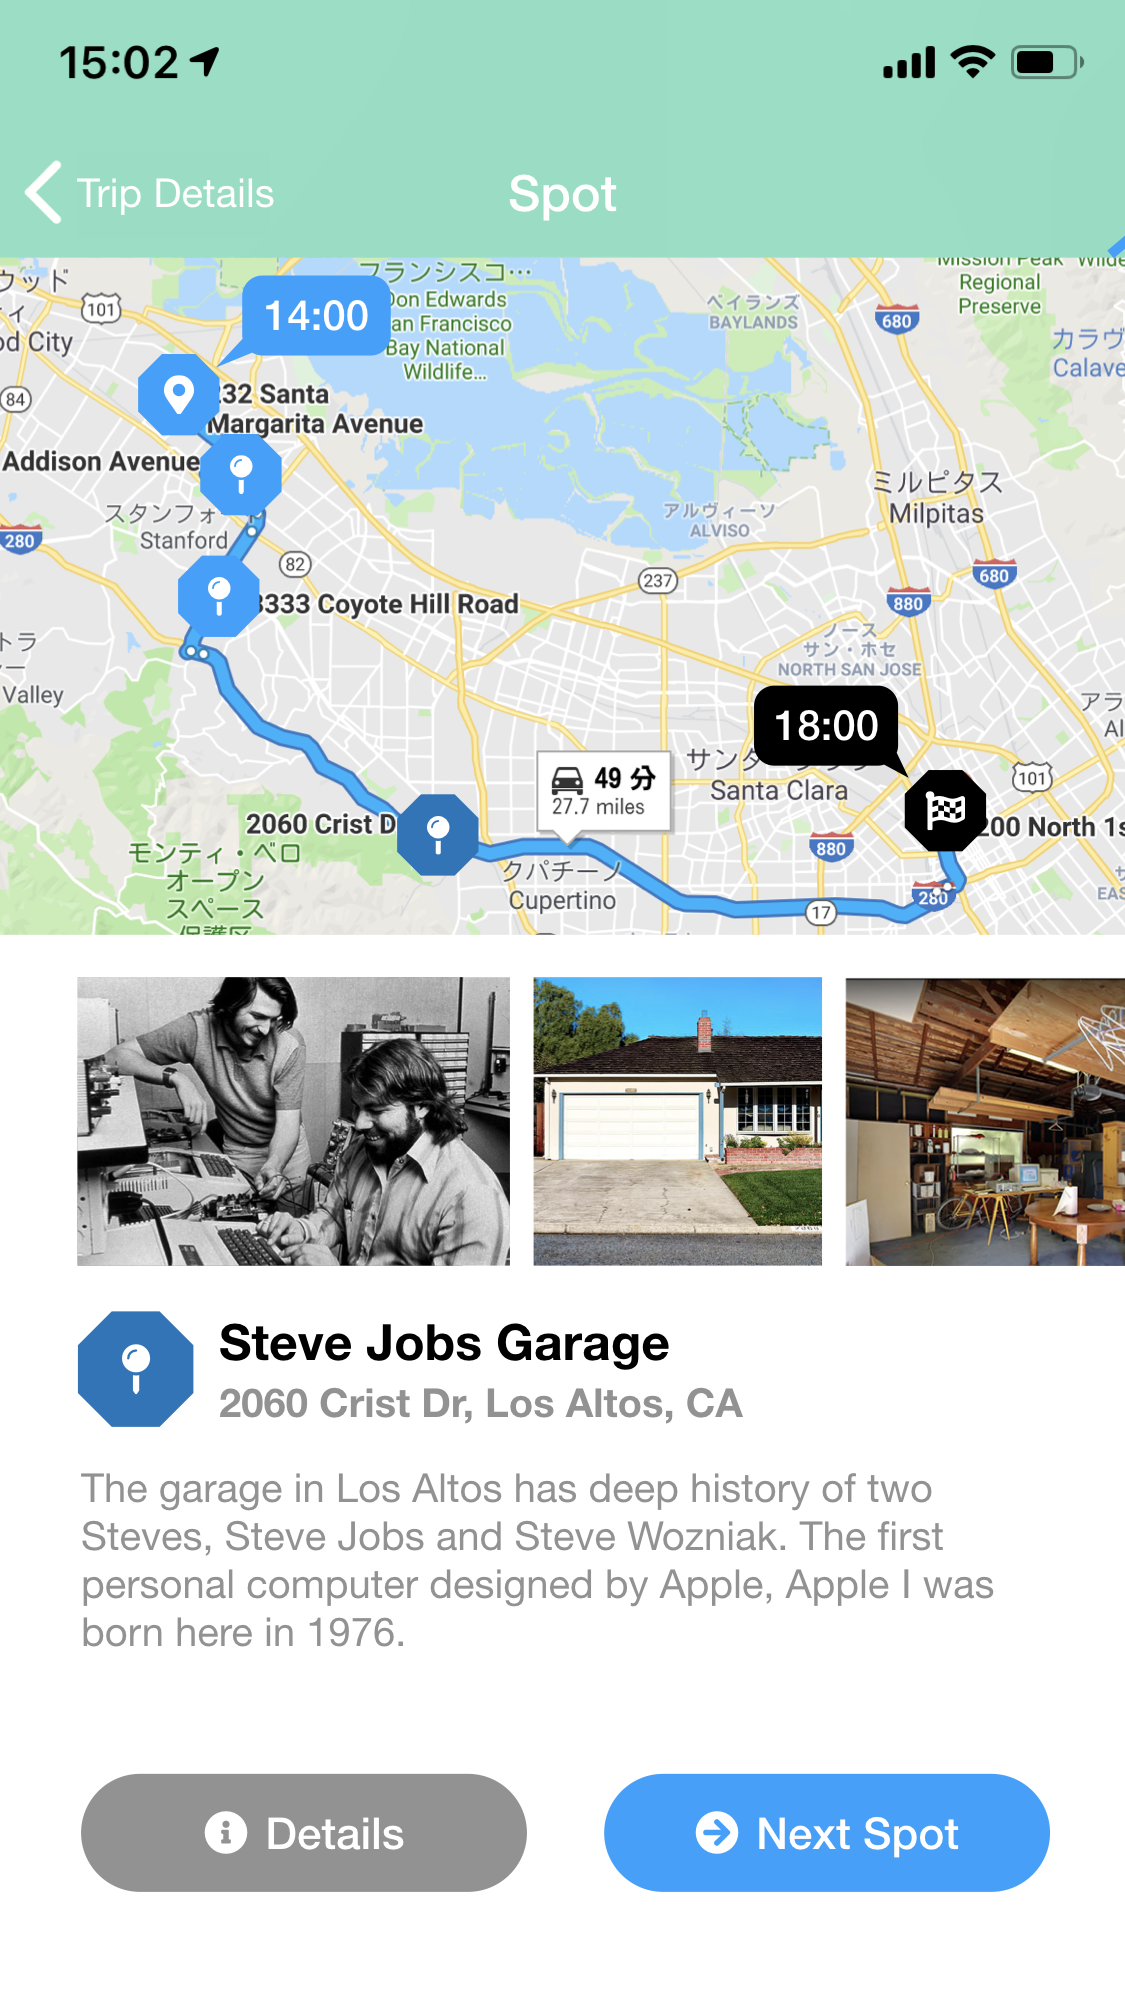 15:02
Trip Details
Spot
ウッド
101
od City
14:00
フランシスコ…
Don Edwards
an Francisco
Bay National
Wildlife...
ベイランズ
BAYLANDS
680
Mission Peak
Regional
Preserve
カラヴ
Calave
84
232 Santa
Margarita Avenue
Addison Avenue
スタンフォ
Stanford
280
82
237
アルヴィーソ
ALVISO
ミルピタス
Milpitas
680
880
3333 Coyote Hill Road
トラ
Valley
ノース
サン・ホセ
NORTH SAN JOSE
18:00
サンタ
Santa Clara
49 分
27.7 miles
101
200 North 1s
2060 Crist D
モンティ・ベロ
オープン
スペース
保護区
クパチーノ
Cupertino
880
17
280
EAS
Steve Jobs Garage
2060 Crist Dr, Los Altos, CA
The garage in Los Altos has deep history of two
Steves, Steve Jobs and Steve Wozniak. The first
personal computer designed by Apple, Apple I was
born here in 1976.
Details
Next Spot